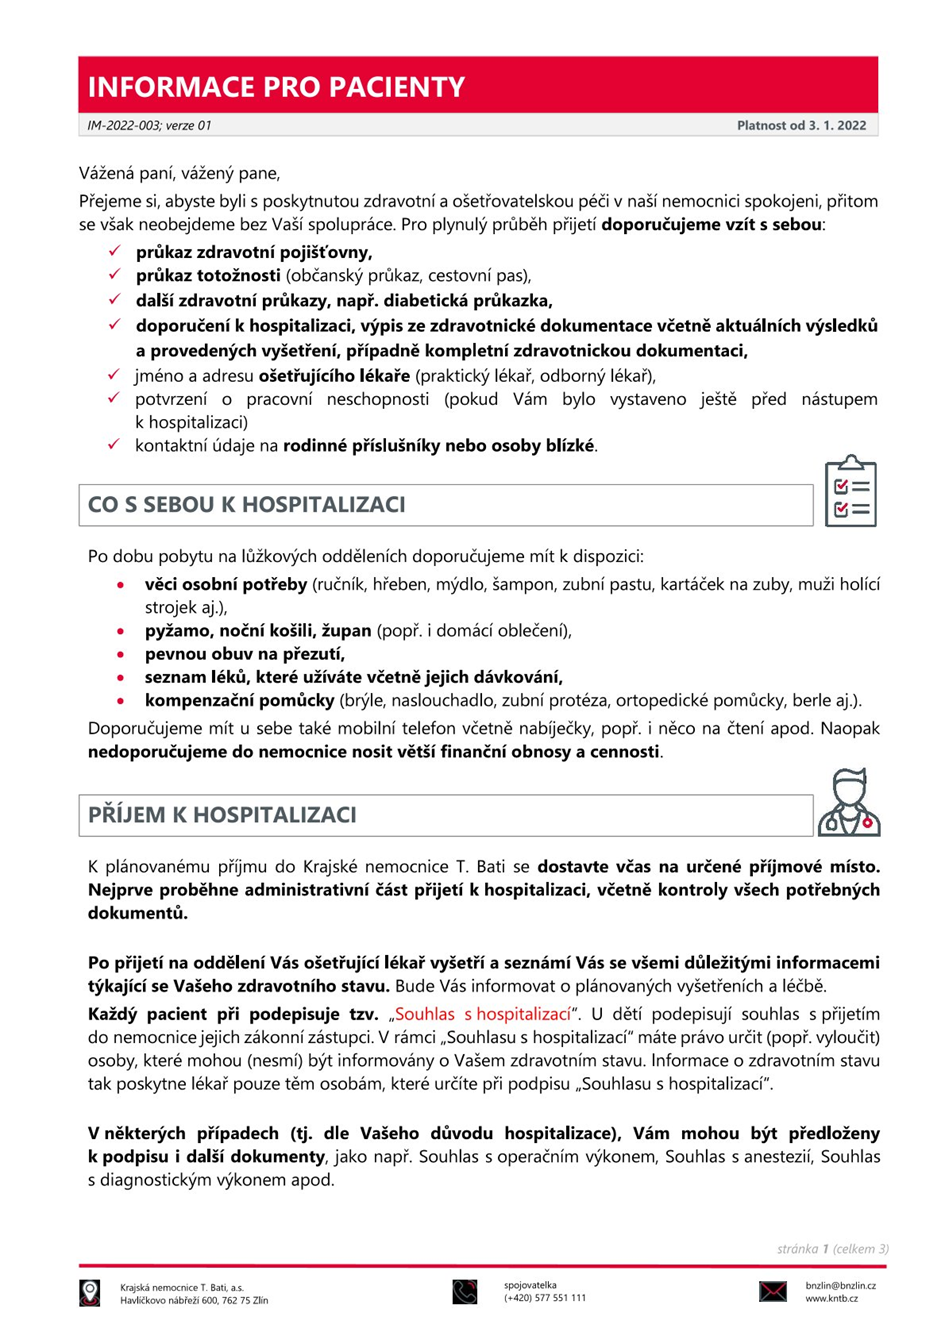 INFORMACE PRO PACIENTY
IM-2022-003; verze 01
Platnost od 3. 1. 2022
Vážená paní, vážený pane,
Přejeme si, abyste byli s poskytnutou zdravotní a ošetřovatelskou péči v naší nemocnici spokojeni, přitom
se však neobejdeme bez Vaší spolupráce. Pro plynulý průběh přijetí doporučujeme vzít s sebou:
✓ průkaz zdravotní pojišťovny,
✓ průkaz totožnosti (občanský průkaz, cestovní pas),
✓ další zdravotní průkazy, např. diabetická průkazka,
✓ doporučení k hospitalizaci, výpis ze zdravotnické dokumentace včetně aktuálních výsledků
a provedených vyšetření, případně kompletní zdravotnickou dokumentaci,
✓ jméno a adresu ošetřujícího lékaře (praktický lékař, odborný lékař),
✓ potvrzení o pracovní neschopnosti (pokud Vám bylo vystaveno ještě před nástupem
k hospitalizaci)
✓ kontaktní údaje na rodinné příslušníky nebo osoby blízké.
CO S SEBOU K HOSPITALIZACI
Po dobu pobytu na lůžkových odděleních doporučujeme mít k dispozici:
• věci osobní potřeby (ručník, hřeben, mýdlo, šampon, zubní pastu, kartáček na zuby, muži holící
strojek aj.),
• pyžamo, noční košili, župan (popř. i domácí oblečení),
• pevnou obuv na přezutí,
• seznam léků, které užíváte včetně jejich dávkování,
• kompenzační pomůcky (brýle, naslouchadlo, zubní protéza, ortopedické pomůcky, berle aj.).
Doporučujeme mít u sebe také mobilní telefon včetně nabíječky, popř. i něco na čtení apod. Naopak
nedoporučujeme do nemocnice nosit větší finanční obnosy a cennosti.
PŘÍJEM K HOSPITALIZACI
K plánovanému příjmu do Krajské nemocnice T. Bati se dostavte včas na určené příjmové místo.
Nejprve proběhne administrativní část přijetí k hospitalizaci, včetně kontroly všech potřebných
dokumentů.
Po přijetí na oddělení Vás ošetřující lékař vyšetří a seznámí Vás se všemi důležitými informacemi
týkající se Vašeho zdravotního stavu. Bude Vás informovat o plánovaných vyšetřeních a léčbě.
Každý pacient při podepisuje tzv. „Souhlas s hospitalizací“. U dětí podepisují souhlas s přijetím
do nemocnice jejich zákonní zástupci. V rámci „Souhlasu s hospitalizací“ máte právo určit (popř. vyloučit)
osoby, které mohou (nesmí) být informovány o Vašem zdravotním stavu. Informace o zdravotním stavu
tak poskytne lékař pouze těm osobám, které určíte při podpisu „Souhlasu s hospitalizací“.
V některých případech (tj. dle Vašeho důvodu hospitalizace), Vám mohou být předloženy
k podpisu i další dokumenty, jako např. Souhlas s operačním výkonem, Souhlas s anestezií, Souhlas
s diagnostickým výkonem apod.
stránka 1 (celkem 3)
Krajská nemocnice T. Bati, a.s.
Havlíčkovo nábřeží 600, 762 75 Zlín
spojovatelka
(+420) 577 551 111
bnzlin@bnzlin.cz
www.kntb.cz